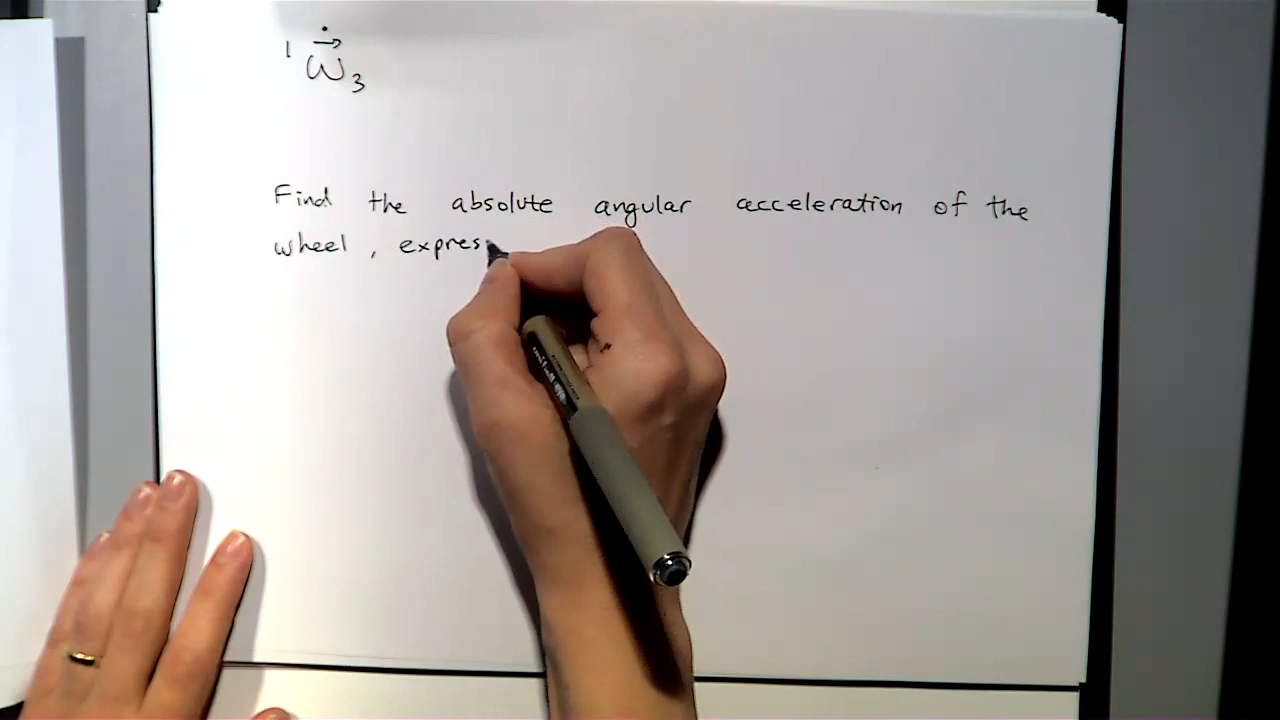 ¹ω⃗̇₃
Find the absolute angular acceleration of the
wheel, expres